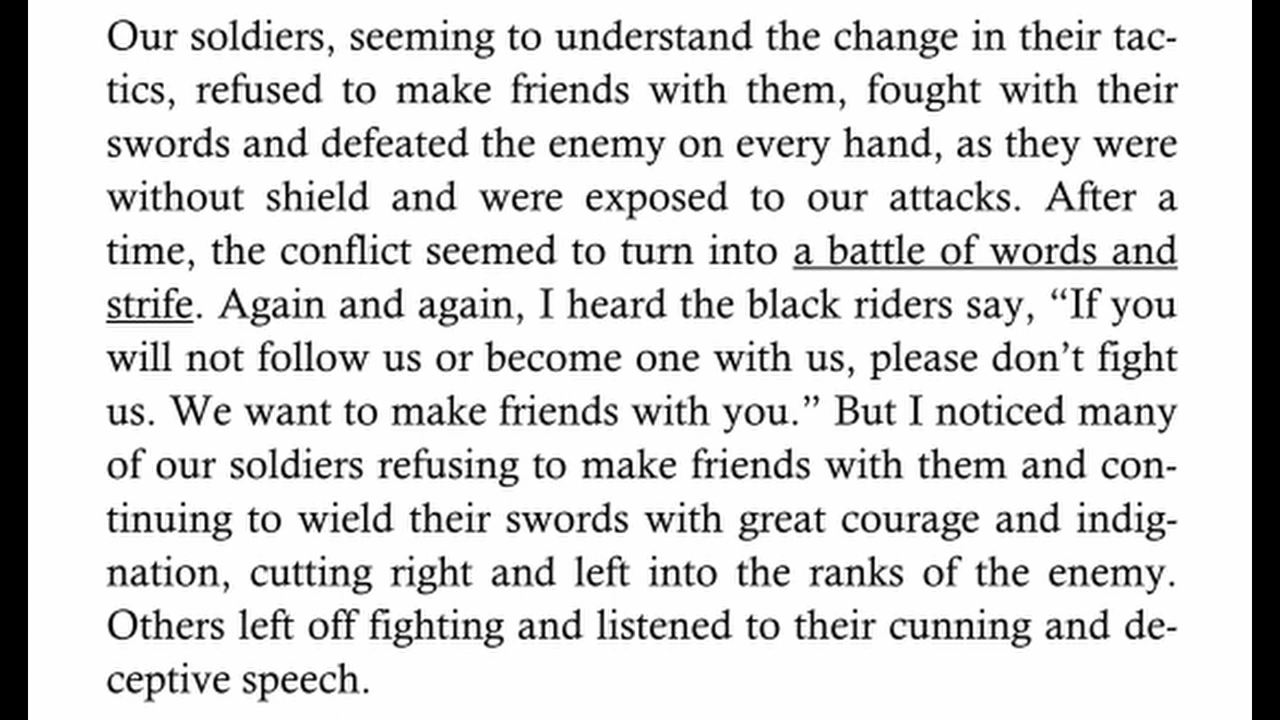 Our soldiers, seeming to understand the change in their tac-
tics, refused to make friends with them, fought with their
swords and defeated the enemy on every hand, as they were
without shield and were exposed to our attacks. After a
time, the conflict seemed to turn into a battle of words and
strife. Again and again, I heard the black riders say, “If you
will not follow us or become one with us, please don’t fight
us. We want to make friends with you.” But I noticed many
of our soldiers refusing to make friends with them and con-
tinuing to wield their swords with great courage and indig-
nation, cutting right and left into the ranks of the enemy.
Others left off fighting and listened to their cunning and de-
ceptive speech.